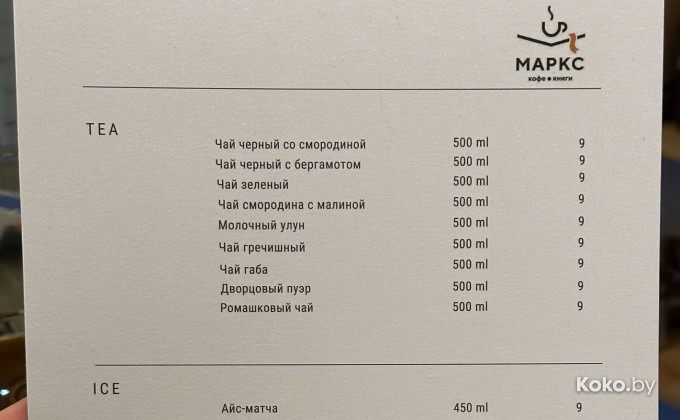 МАРКС
кофе • книги
TEA
Чай черный со смородиной 500 ml 9
Чай черный с бергамотом 500 ml 9
Чай зеленый 500 ml 9
Чай смородина с малиной 500 ml 9
Молочный улун 500 ml 9
Чай гречишный 500 ml 9
Чай габа 500 ml 9
Дворцовый пуэр 500 ml 9
Ромашковый чай 500 ml 9
ICE
Айс-матча 450 ml 9
Koko.by